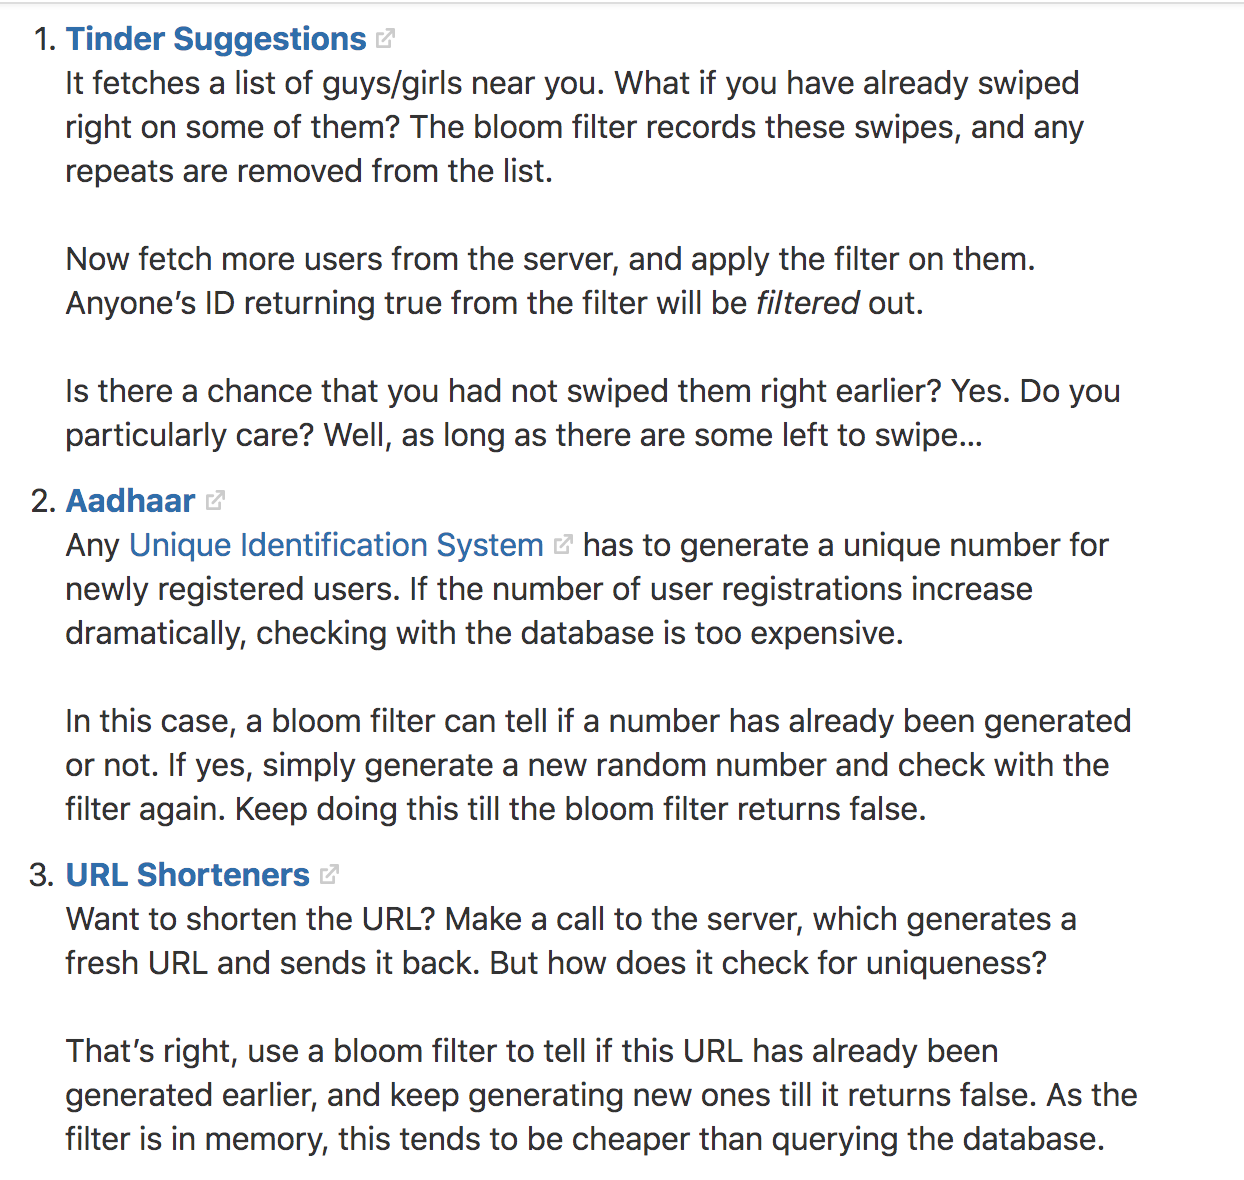 1. Tinder Suggestions
It fetches a list of guys/girls near you. What if you have already swiped
right on some of them? The bloom filter records these swipes, and any
repeats are removed from the list.
Now fetch more users from the server, and apply the filter on them.
Anyone’s ID returning true from the filter will be filtered out.
Is there a chance that you had not swiped them right earlier? Yes. Do you
particularly care? Well, as long as there are some left to swipe…
2. Aadhaar
Any Unique Identification System has to generate a unique number for
newly registered users. If the number of user registrations increase
dramatically, checking with the database is too expensive.
In this case, a bloom filter can tell if a number has already been generated
or not. If yes, simply generate a new random number and check with the
filter again. Keep doing this till the bloom filter returns false.
3. URL Shorteners
Want to shorten the URL? Make a call to the server, which generates a
fresh URL and sends it back. But how does it check for uniqueness?
That’s right, use a bloom filter to tell if this URL has already been
generated earlier, and keep generating new ones till it returns false. As the
filter is in memory, this tends to be cheaper than querying the database.